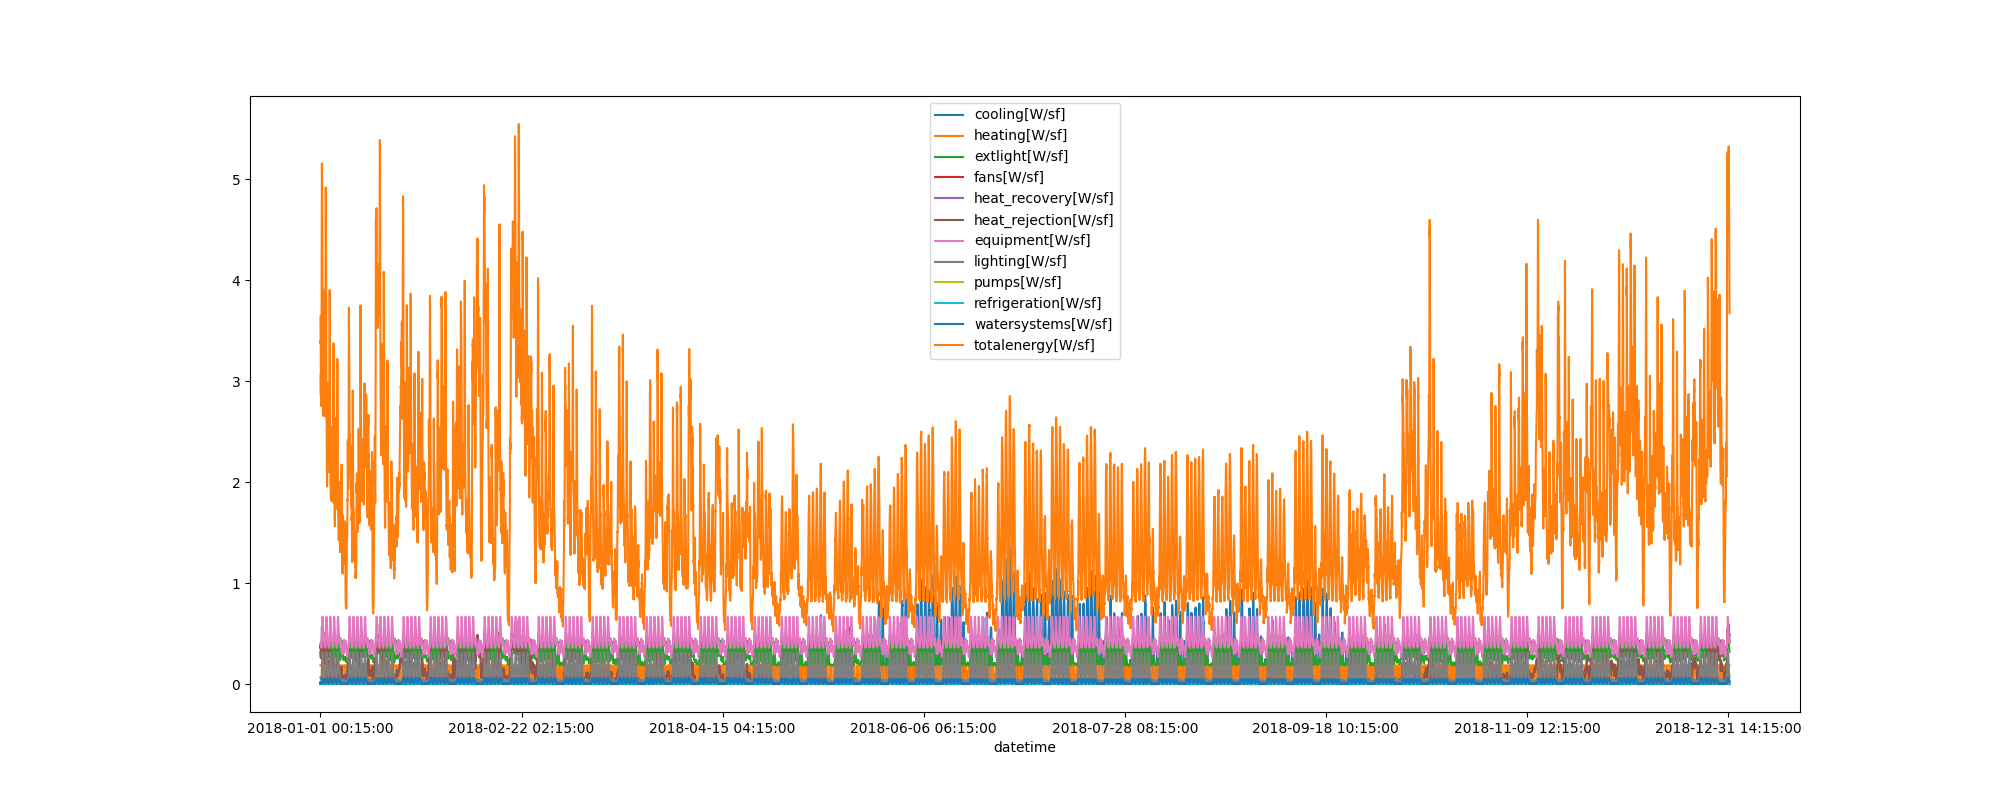 cooling[W/sf]
heating[W/sf]
extlight[W/sf]
fans[W/sf]
heat_recovery[W/sf]
heat_rejection[W/sf]
equipment[W/sf]
lighting[W/sf]
pumps[W/sf]
refrigeration[W/sf]
watersystems[W/sf]
totalenergy[W/sf]
5
4
3
2
1
0
2018-01-01 00:15:00 2018-02-22 02:15:00 2018-04-15 04:15:00 2018-06-06 06:15:00 2018-07-28 08:15:00 2018-09-18 10:15:00 2018-11-09 12:15:00 2018-12-31 14:15:00
datetime